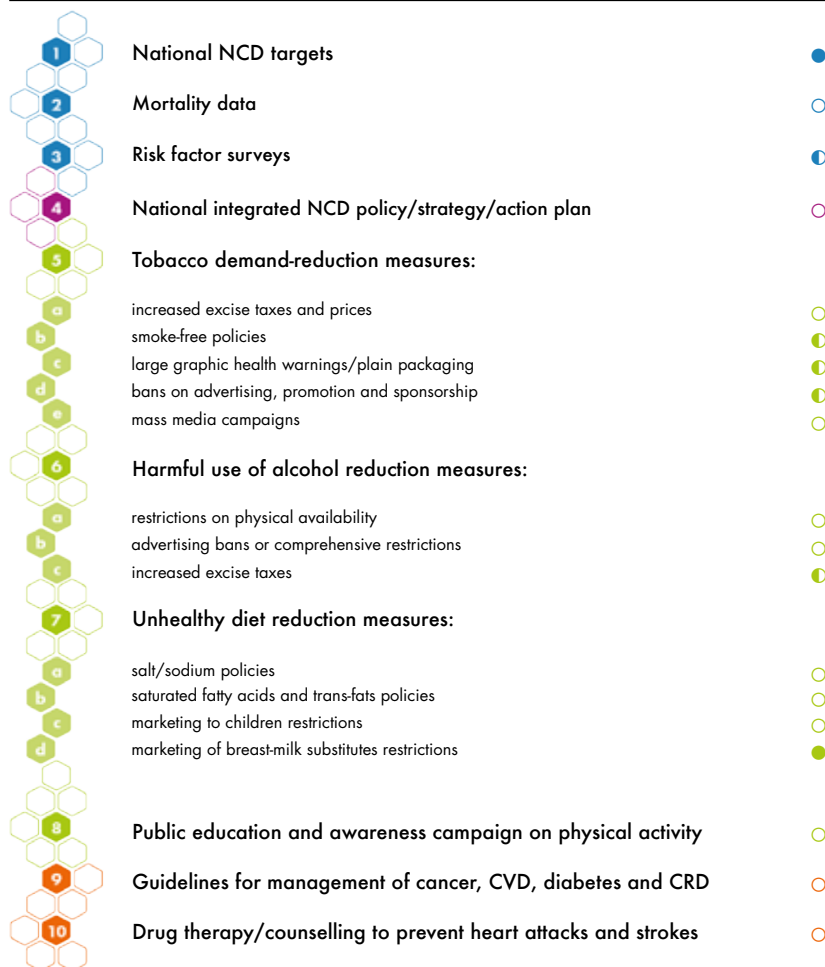 1 National NCD targets
2 Mortality data
3 Risk factor surveys
4 National integrated NCD policy/strategy/action plan
5 Tobacco demand-reduction measures:
a increased excise taxes and prices
b smoke-free policies
c large graphic health warnings/plain packaging
d bans on advertising, promotion and sponsorship
e mass media campaigns
6 Harmful use of alcohol reduction measures:
a restrictions on physical availability
b advertising bans or comprehensive restrictions
c increased excise taxes
7 Unhealthy diet reduction measures:
a salt/sodium policies
b saturated fatty acids and trans-fats policies
c marketing to children restrictions
d marketing of breast-milk substitutes restrictions
8 Public education and awareness campaign on physical activity
9 Guidelines for management of cancer, CVD, diabetes and CRD
10 Drug therapy/counselling to prevent heart attacks and strokes